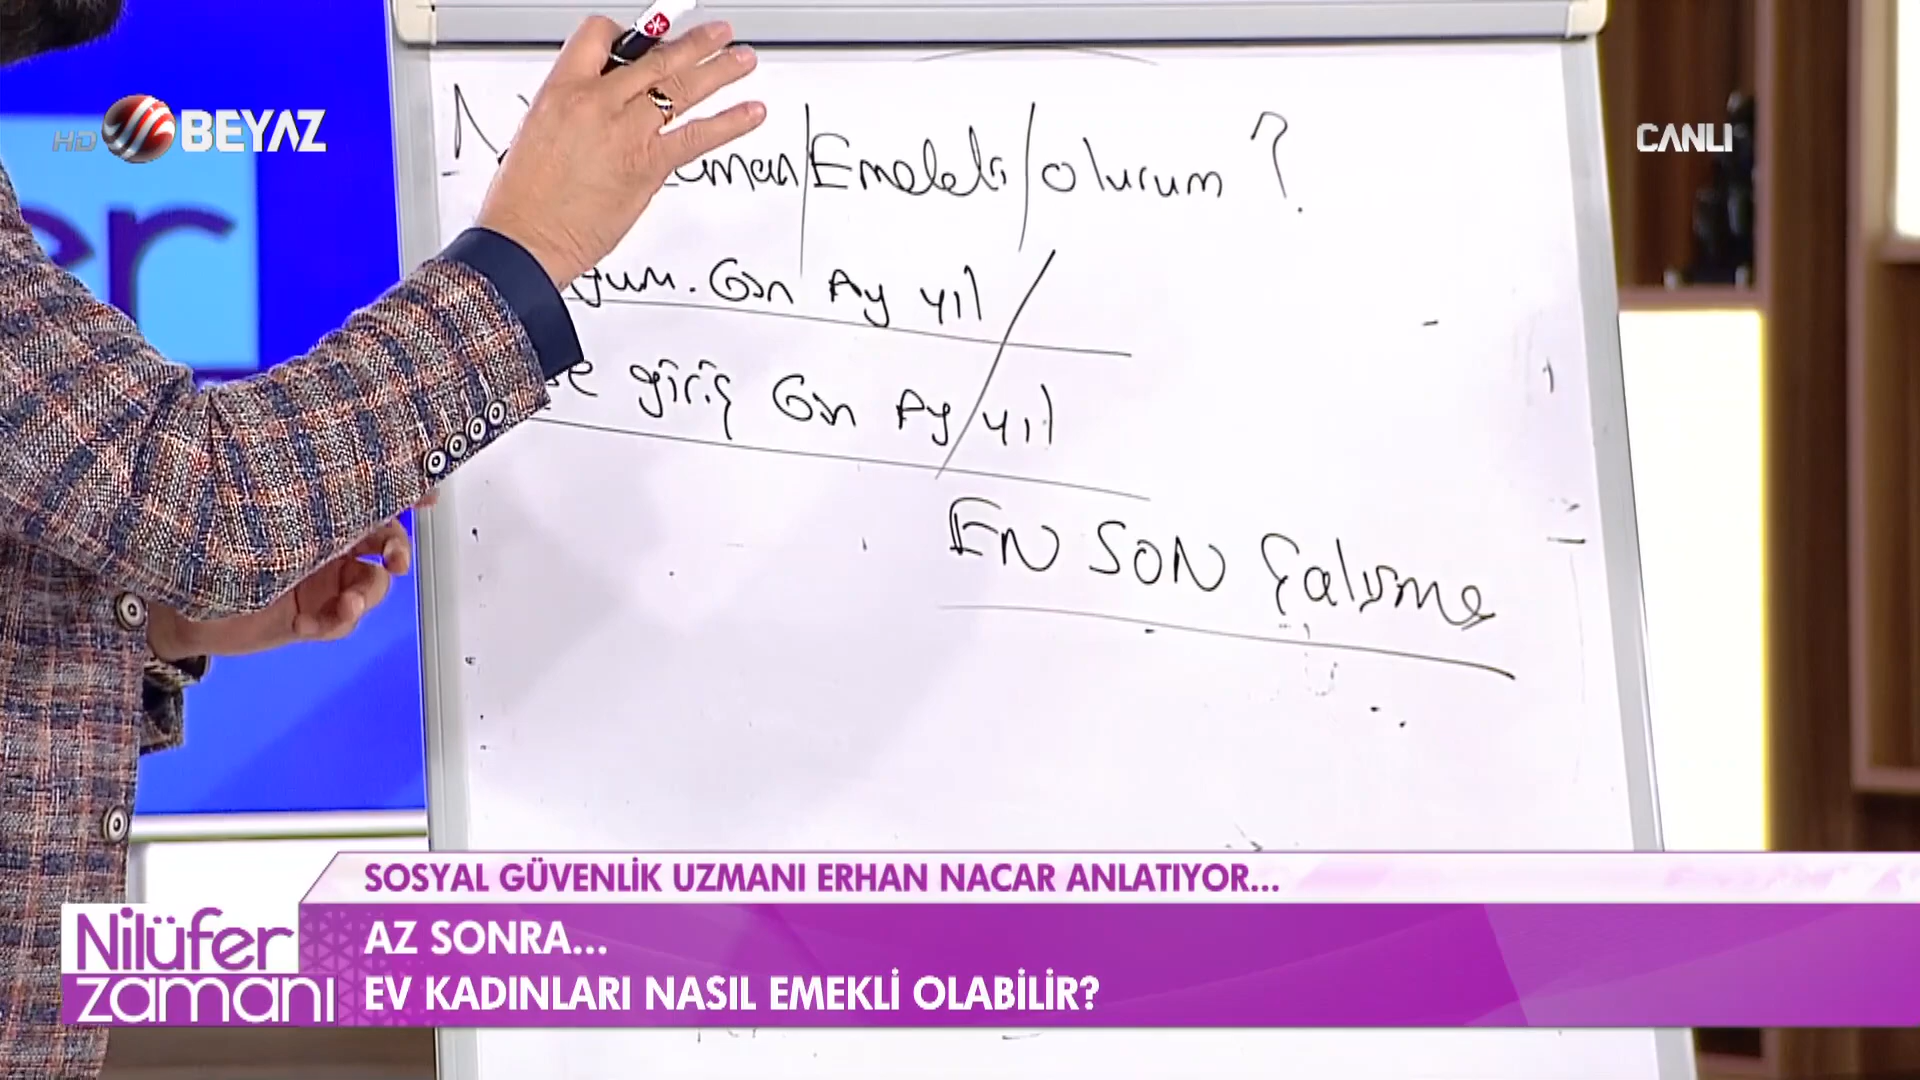 HD BEYAZ
CANLI
Emekli olurum ?
Gün Ay yıl
giriş Gün Ay yıl
EN SON Çalışma
SOSYAL GÜVENLİK UZMANI ERHAN NACAR ANLATIYOR...
Nilüfer
zamanı
AZ SONRA...
EV KADINLARI NASIL EMEKLİ OLABİLİR?